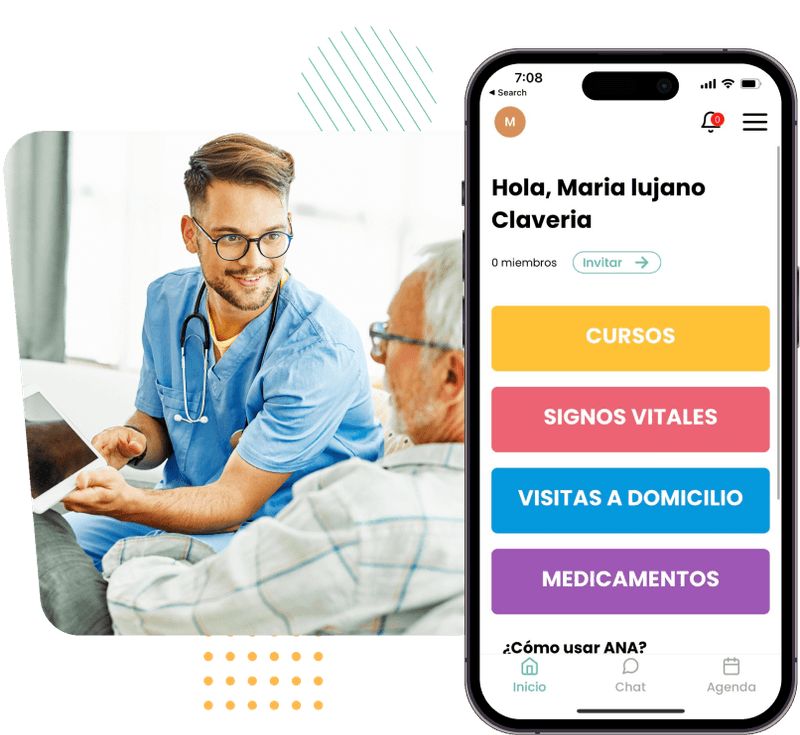 7:08
◀ Search
M
0
Hola, Maria lujano
Claveria
0 miembros
Invitar →
CURSOS
SIGNOS VITALES
VISITAS A DOMICILIO
MEDICAMENTOS
¿Cómo usar ANA?
Inicio
Chat
Agenda